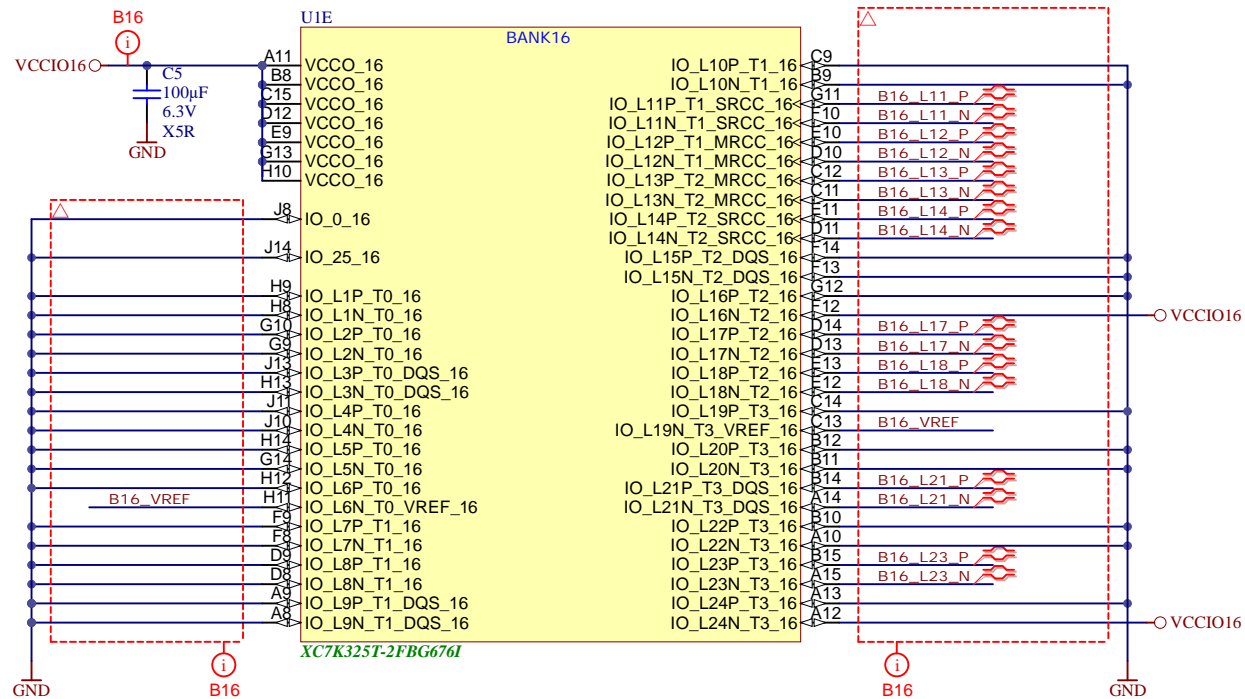 B16
i
VCCIO16
C5
100µF
6.3V
X5R
GND
U1E
BANK16
A11 VCCO_16
B8 VCCO_16
C15 VCCO_16
D12 VCCO_16
E9 VCCO_16
G13 VCCO_16
H10 VCCO_16
J8 IO_0_16
J14 IO_25_16
H9 IO_L1P_T0_16
H8 IO_L1N_T0_16
G10 IO_L2P_T0_16
G9 IO_L2N_T0_16
J13 IO_L3P_T0_DQS_16
H13 IO_L3N_T0_DQS_16
J11 IO_L4P_T0_16
J10 IO_L4N_T0_16
H14 IO_L5P_T0_16
G14 IO_L5N_T0_16
H12 IO_L6P_T0_16
B16_VREF H11 IO_L6N_T0_VREF_16
F9 IO_L7P_T1_16
F8 IO_L7N_T1_16
D9 IO_L8P_T1_16
D8 IO_L8N_T1_16
A9 IO_L9P_T1_DQS_16
A8 IO_L9N_T1_DQS_16
IO_L10P_T1_16 C9
IO_L10N_T1_16 B9
IO_L11P_T1_SRCC_16 G11 B16_L11_P
IO_L11N_T1_SRCC_16 F10 B16_L11_N
IO_L12P_T1_MRCC_16 E10 B16_L12_P
IO_L12N_T1_MRCC_16 D10 B16_L12_N
IO_L13P_T2_MRCC_16 C12 B16_L13_P
IO_L13N_T2_MRCC_16 C11 B16_L13_N
IO_L14P_T2_SRCC_16 E11 B16_L14_P
IO_L14N_T2_SRCC_16 D11 B16_L14_N
IO_L15P_T2_DQS_16 F14
IO_L15N_T2_DQS_16 F13
IO_L16P_T2_16 G12
IO_L16N_T2_16 F12 VCCIO16
IO_L17P_T2_16 D14 B16_L17_P
IO_L17N_T2_16 D13 B16_L17_N
IO_L18P_T2_16 E13 B16_L18_P
IO_L18N_T2_16 E12 B16_L18_N
IO_L19P_T3_16 C14
IO_L19N_T3_VREF_16 C13 B16_VREF
IO_L20P_T3_16 B12
IO_L20N_T3_16 B11
IO_L21P_T3_DQS_16 B14 B16_L21_P
IO_L21N_T3_DQS_16 A14 B16_L21_N
IO_L22P_T3_16 B10
IO_L22N_T3_16 A10
IO_L23P_T3_16 B15 B16_L23_P
IO_L23N_T3_16 A15 B16_L23_N
IO_L24P_T3_16 A13
IO_L24N_T3_16 A12 VCCIO16
XC7K325T-2FBG676I
GND
i
B16
i
B16
GND